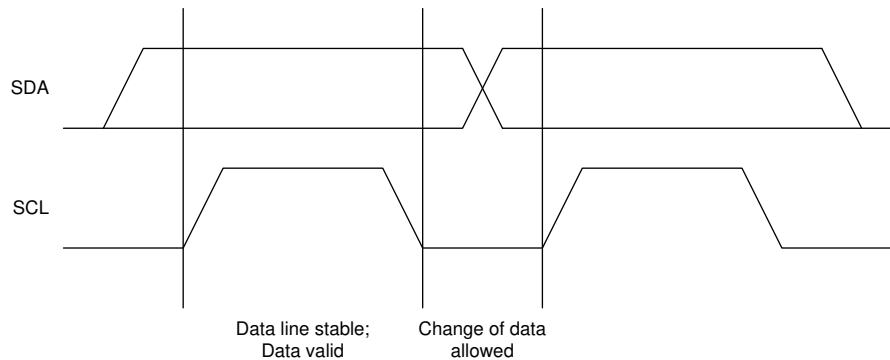 SDA
SCL
Data line stable;
Data valid
Change of data
allowed